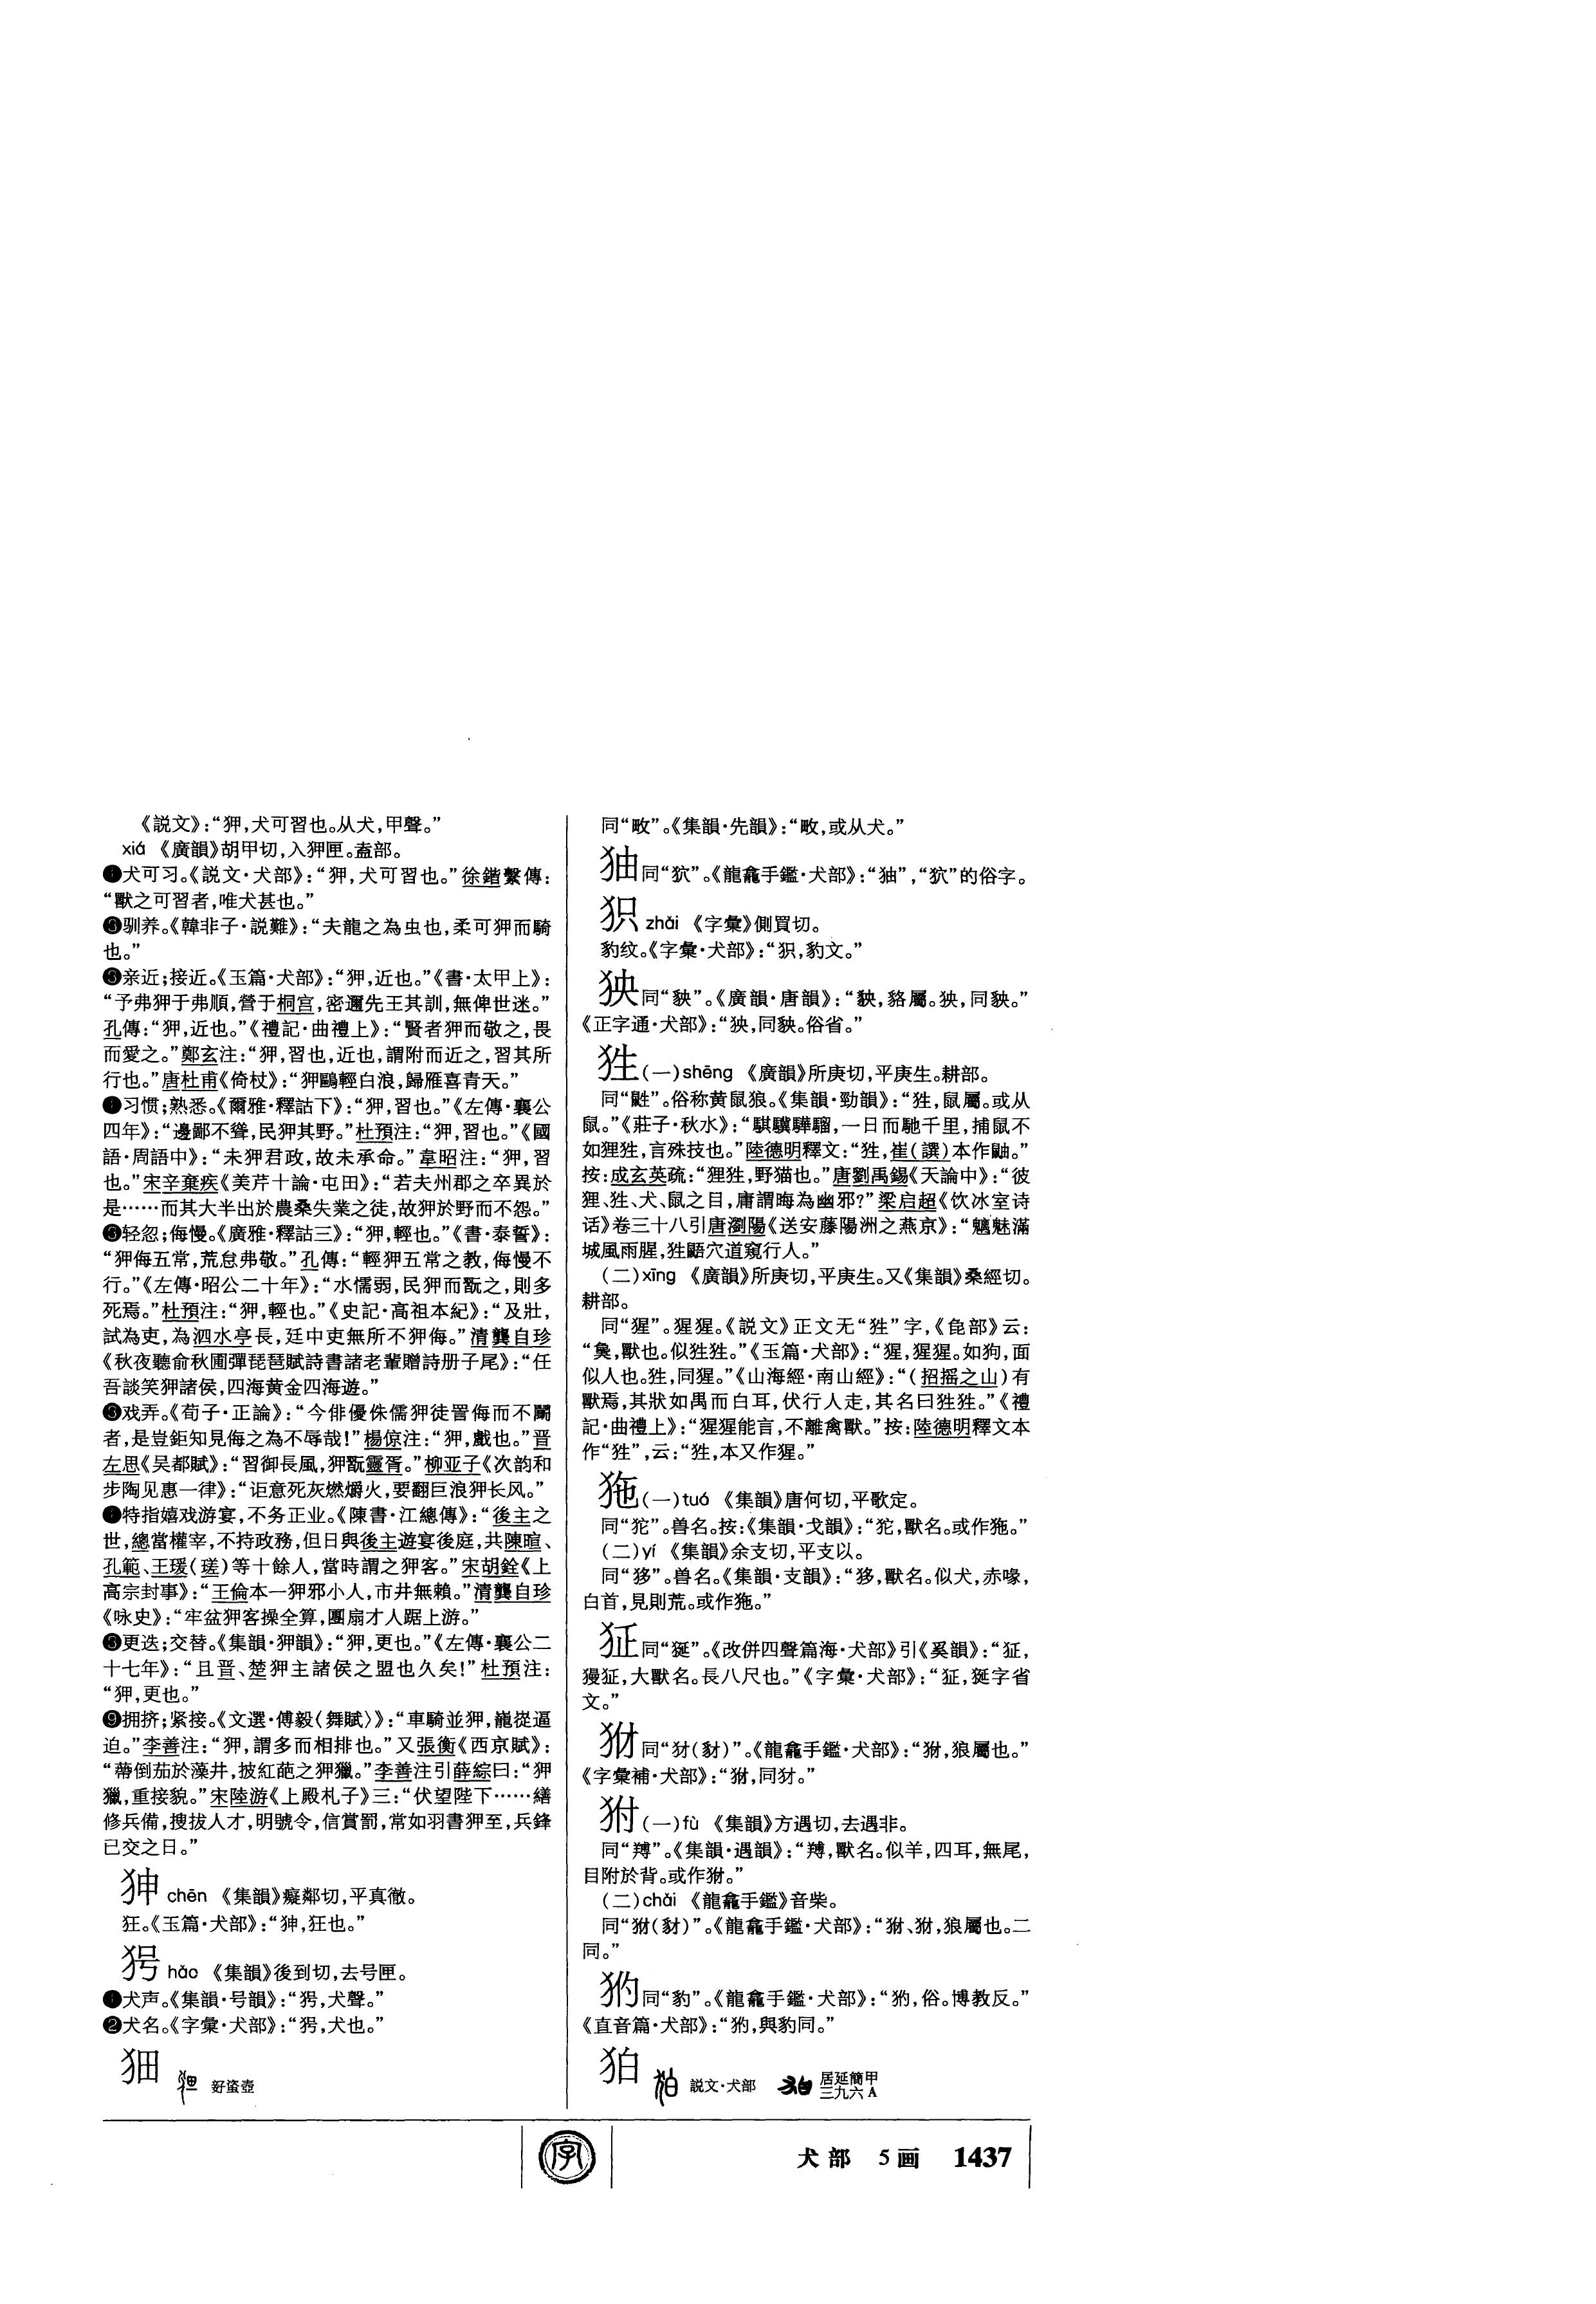 《説文》:“狎,犬可習也。从犬,甲聲。”
xiá 《廣韻》胡甲切,入狎匣。盍部。
❶犬可习。《説文·犬部》:“狎,犬可習也。”徐鍇繫傳:
“獸之可習者,唯犬甚也。”
❷驯养。《韓非子·説難》:“夫龍之為虫也,柔可狎而騎
也。”
❸亲近;接近。《玉篇·犬部》:“狎,近也。”《書·太甲上》:
“予弗狎于弗順,營于桐宫,密邇先王其訓,無俾世迷。”
孔傳:“狎,近也。”《禮記·曲禮上》:“賢者狎而敬之,畏
而愛之。”鄭玄注:“狎,習也,近也,謂附而近之,習其所
行也。”唐杜甫《倚杖》:“狎鷗輕白浪,歸雁喜青天。”
❹习惯;熟悉。《爾雅·釋詁下》:“狎,習也。”《左傳·襄公
四年》:“邊鄙不聳,民狎其野。”杜預注:“狎,習也。”《國
語·周語中》:“未狎君政,故未承命。”韋昭注:“狎,習
也。”宋辛棄疾《美芹十論·屯田》:“若夫州郡之卒異於
是……而其大半出於農桑失業之徒,故狎於野而不怨。”
❺轻忽;侮慢。《廣雅·釋詁三》:“狎,輕也。”《書·泰誓》:
“狎侮五常,荒怠弗敬。”孔傳:“輕狎五常之教,侮慢不
行。”《左傳·昭公二十年》:“水懦弱,民狎而翫之,則多
死焉。”杜預注:“狎,輕也。”《史記·高祖本紀》:“及壯,
試為吏,為泗水亭長,廷中吏無所不狎侮。”清龔自珍
《秋夜聽俞秋圃彈琵琶賦詩書諸老輩贈詩册子尾》:“任
吾談笑狎諸侯,四海黄金四海遊。”
❻戏弄。《荀子·正論》:“今俳優侏儒狎徒詈侮而不鬭
者,是豈鉅知見侮之為不辱哉!”楊倞注:“狎,戲也。”晋
左思《吴都賦》:“習御長風,狎翫靈胥。”柳亚子《次韵和
步陶见惠一律》:“讵意死灰燃爝火,要翻巨浪狎长风。”
❼特指嬉戏游宴,不务正业。《陳書·江總傳》:“後主之
世,總當權宰,不持政務,但日與後主遊宴後庭,共陳暄、
孔範、王瑗(瑳)等十餘人,當時謂之狎客。”宋胡銓《上
高宗封事》:“王倫本一狎邪小人,市井無賴。”清龔自珍
《咏史》:“牢盆狎客操全算,團扇才人踞上游。”
❽更迭;交替。《集韻·狎韻》:“狎,更也。”《左傳·襄公二
十七年》:“且晋、楚狎主諸侯之盟也久矣!”杜預注:
“狎,更也。”
❾拥挤;紧接。《文選·傅毅〈舞賦〉》:“車騎並狎,巃嵸逼
迫。”李善注:“狎,謂多而相排也。”又張衡《西京賦》:
“蔕倒茄於藻井,披紅葩之狎獵。”李善注引薛綜曰:“狎
獵,重接貌。”宋陸游《上殿札子》三:“伏望陛下……繕
修兵備,搜拔人才,明號令,信賞罰,常如羽書狎至,兵鋒
已交之日。”
狆 chēn 《集韻》癡鄰切,平真徹。
狂。《玉篇·犬部》:“㹞,狂也。”
㹱 hào 《集韻》後到切,去号匣。
❶犬声。《集韻·号韻》:“㹱,犬聲。”
❷犬名。《字彙·犬部》:“㹱,犬也。”
㹥 好蚉壺
同“畋”。《集韻·先韻》:“畋,或从犬。”
㹨同“狖”。《龍龕手鑑·犬部》:“㹨”,“狖”的俗字。
㹟 zhǎi 《字彙》側買切。
豹纹。《字彙·犬部》:“㹟,豹文。”
㹧同“䝘”。《廣韻·唐韻》:“䝘,貉屬。㹧,同䝘。”
《正字通·犬部》:“㹧,同䝘。俗省。”
狌(一)shēng 《廣韻》所庚切,平庚生。耕部。
同“鼪”。俗称黄鼠狼。《集韻·勁韻》:“狌,鼠屬。或从
鼠。”《莊子·秋水》:“騏驥驊騮,一日而馳千里,捕鼠不
如狸狌,言殊技也。”陸德明釋文:“狌,崔(譔)本作鼬。”
按:成玄英疏:“狸狌,野猫也。”唐劉禹錫《天論中》:“彼
狸、狌、犬、鼠之目,庸謂晦為幽邪?”梁启超《饮冰室诗
话》卷三十八引唐瀏陽《送安藤陽洲之燕京》:“魑魅滿
城風雨腥,狌鼯穴道窺行人。”
(二)xīng 《廣韻》所庚切,平庚生。又《集韻》桑經切。
耕部。
同“猩”。猩猩。《説文》正文无“狌”字,《㲋部》云:
“㚟,獸也。似狌狌。”《玉篇·犬部》:“猩,猩猩。如狗,面
似人也。狌,同猩。”《山海經·南山經》:“(招摇之山)有
獸焉,其狀如禺而白耳,伏行人走,其名曰狌狌。”《禮
記·曲禮上》:“猩猩能言,不離禽獸。”按:陸德明釋文本
作“狌”,云:“狌,本又作猩。”
狏(一)tuó 《集韻》唐何切,平歌定。
同“狕”。兽名。按:《集韻·戈韻》:“㸰,獸名。或作狏。”
(二)yí 《集韻》余支切,平支以。
同“㹭”。兽名。《集韻·支韻》:“㹭,獸名。似犬,赤喙,
白首,見則荒。或作狏。”
㹣同“狿”。《改併四聲篇海·犬部》引《奚韻》:“㹣,
獌㹣,大獸名。長八尺也。”《字彙·犬部》:“㹣,狿字省
文。”
同“犲(豺)”。《龍龕手鑑·犬部》:“,狼屬也。”
《字彙補·犬部》:“,同犲。”
㹛(一)fù 《集韻》方遇切,去遇非。
同“䍸”。《集韻·遇韻》:“䍸,獸名。似羊,四耳,無尾,
目附於背。或作㹛。”
(二)chái 《龍龕手鑑》音柴。
同“(豺)”。《龍龕手鑑·犬部》:“㹛、,狼屬也。二
同。”
犳同“豹”。《龍龕手鑑·犬部》:“,俗。博教反。”
《直音篇·犬部》:“,與豹同。”
狛 説文·犬部 居延簡甲三九六A
犬部 5画 1437